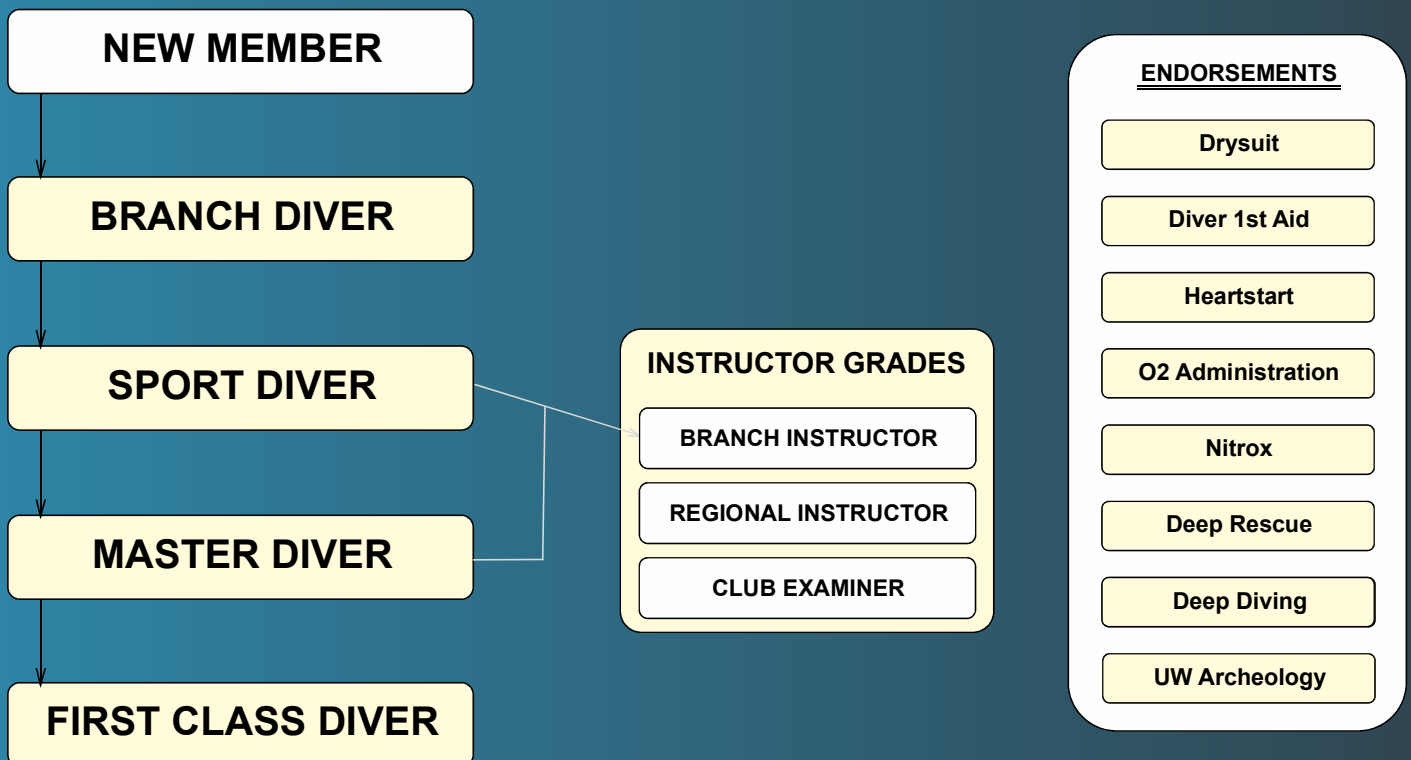 NEW MEMBER
BRANCH DIVER
SPORT DIVER
MASTER DIVER
FIRST CLASS DIVER
INSTRUCTOR GRADES
BRANCH INSTRUCTOR
REGIONAL INSTRUCTOR
CLUB EXAMINER
ENDORSEMENTS
Drysuit
Diver 1st Aid
Heartstart
O2 Administration
Nitrox
Deep Rescue
Deep Diving
UW Archeology